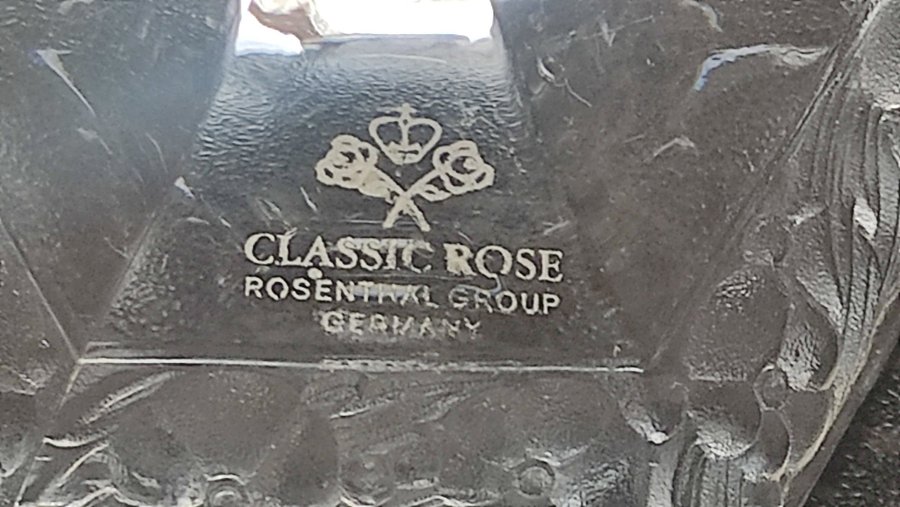 CLASSIC ROSE
ROSENTHAL GROUP
GERMANY